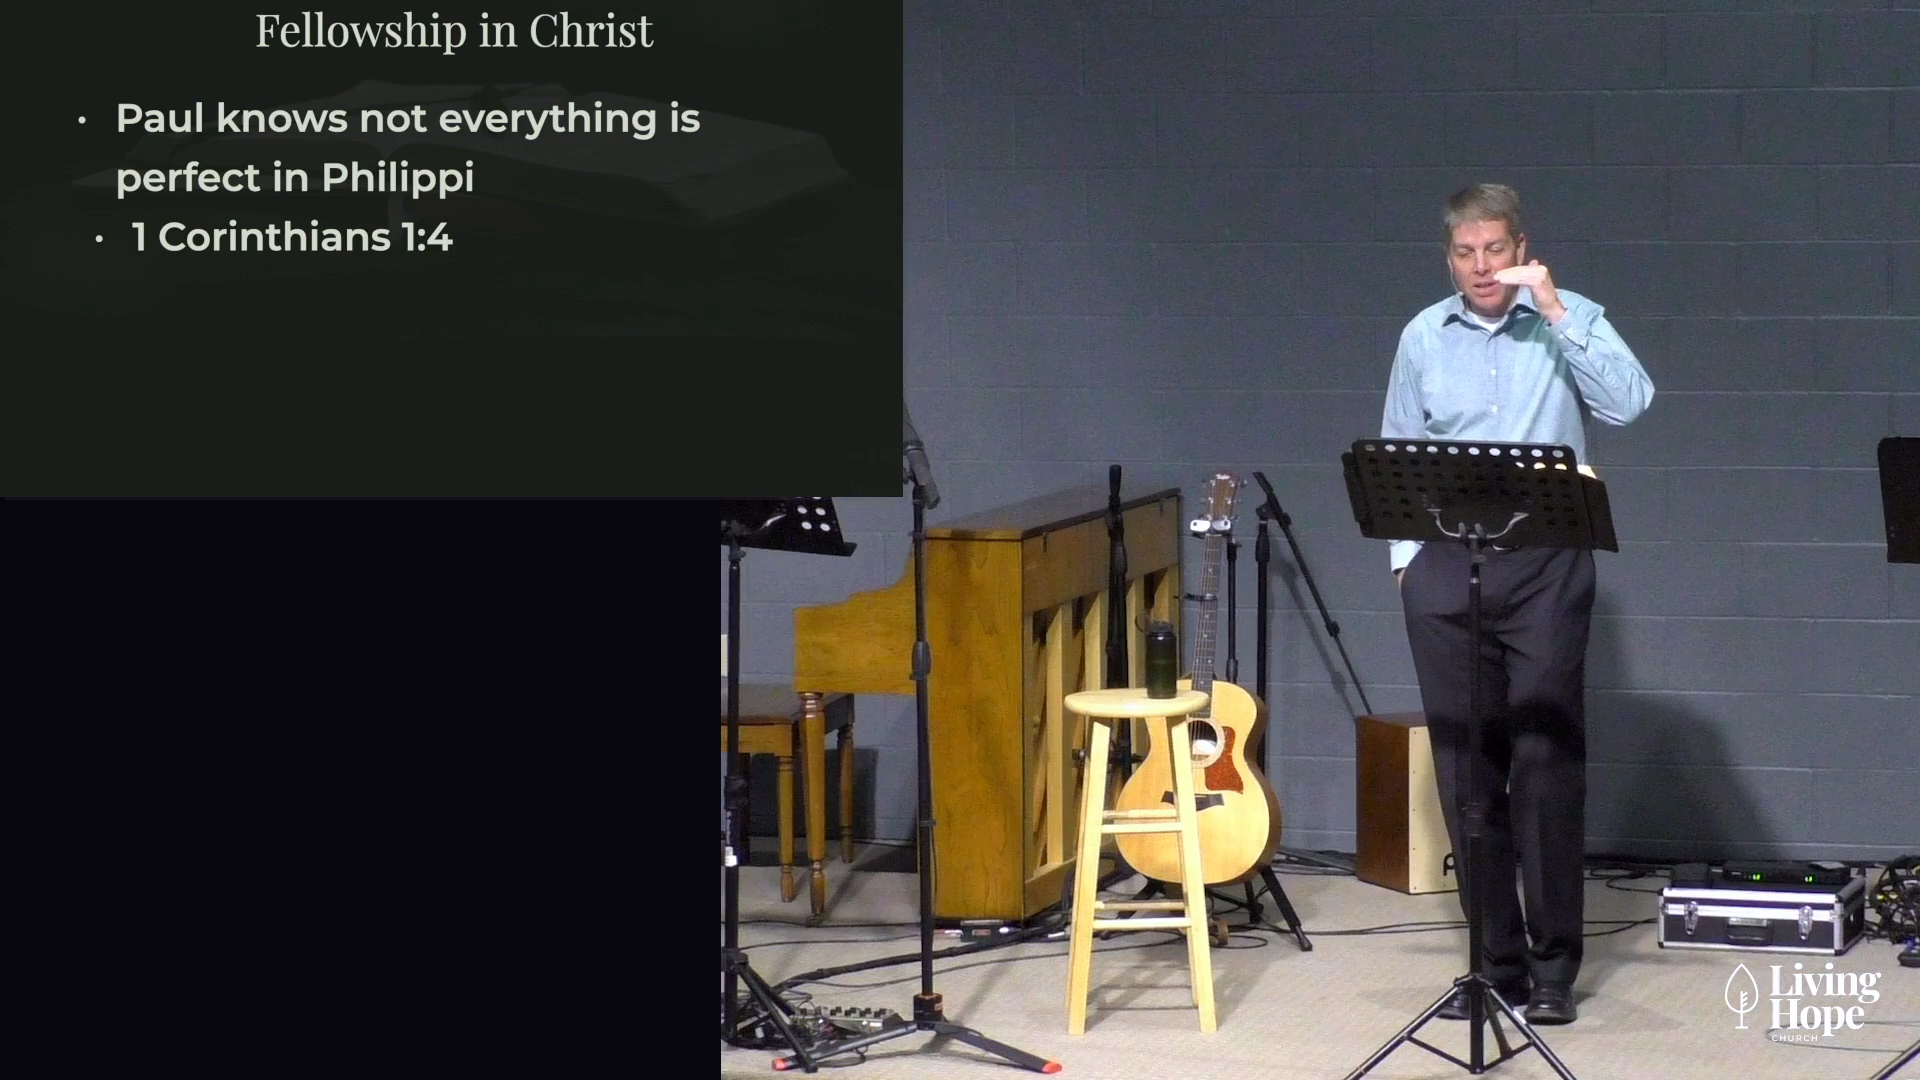 Fellowship in Christ
• Paul knows not everything is
perfect in Philippi
• 1 Corinthians 1:4
Living
Hope
CHURCH